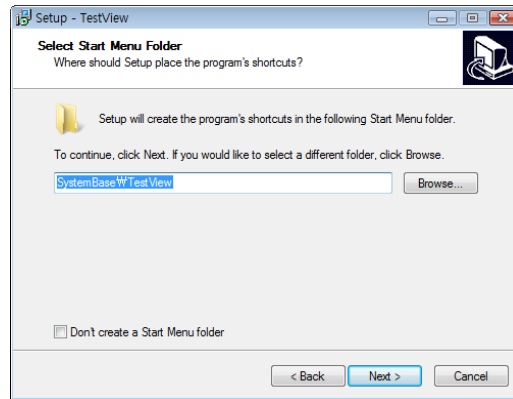 Setup - TestView
Select Start Menu Folder
Where should Setup place the program's shortcuts?
Setup will create the program's shortcuts in the following Start Menu folder.
To continue, click Next. If you would like to select a different folder, click Browse.
SystemBase₩TestView
Browse...
Don't create a Start Menu folder
< Back
Next >
Cancel